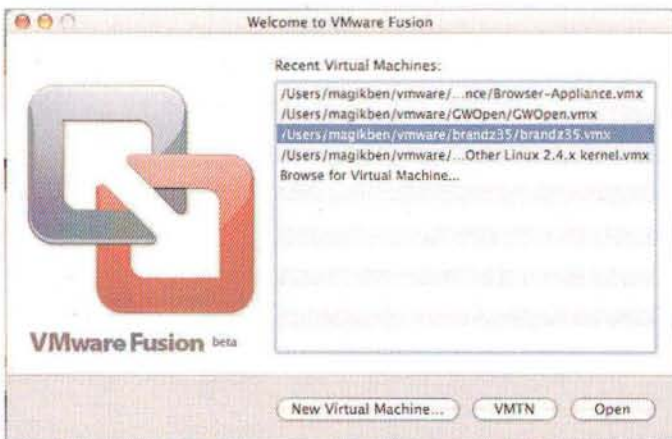 Welcome to VMware Fusion
Recent Virtual Machines:
/Users/magikben/vmware/...nce/Browser-Appliance.vmx
/Users/magikben/vmware/GWOpen/GWOpen.vmx
/Users/magikben/vmware/brandz35/brandz35.vmx
/Users/magikben/vmware/...Other Linux 2.4.x kernel.vmx
Browse for Virtual Machine...
VMware Fusion beta
New Virtual Machine...
VMTN
Open